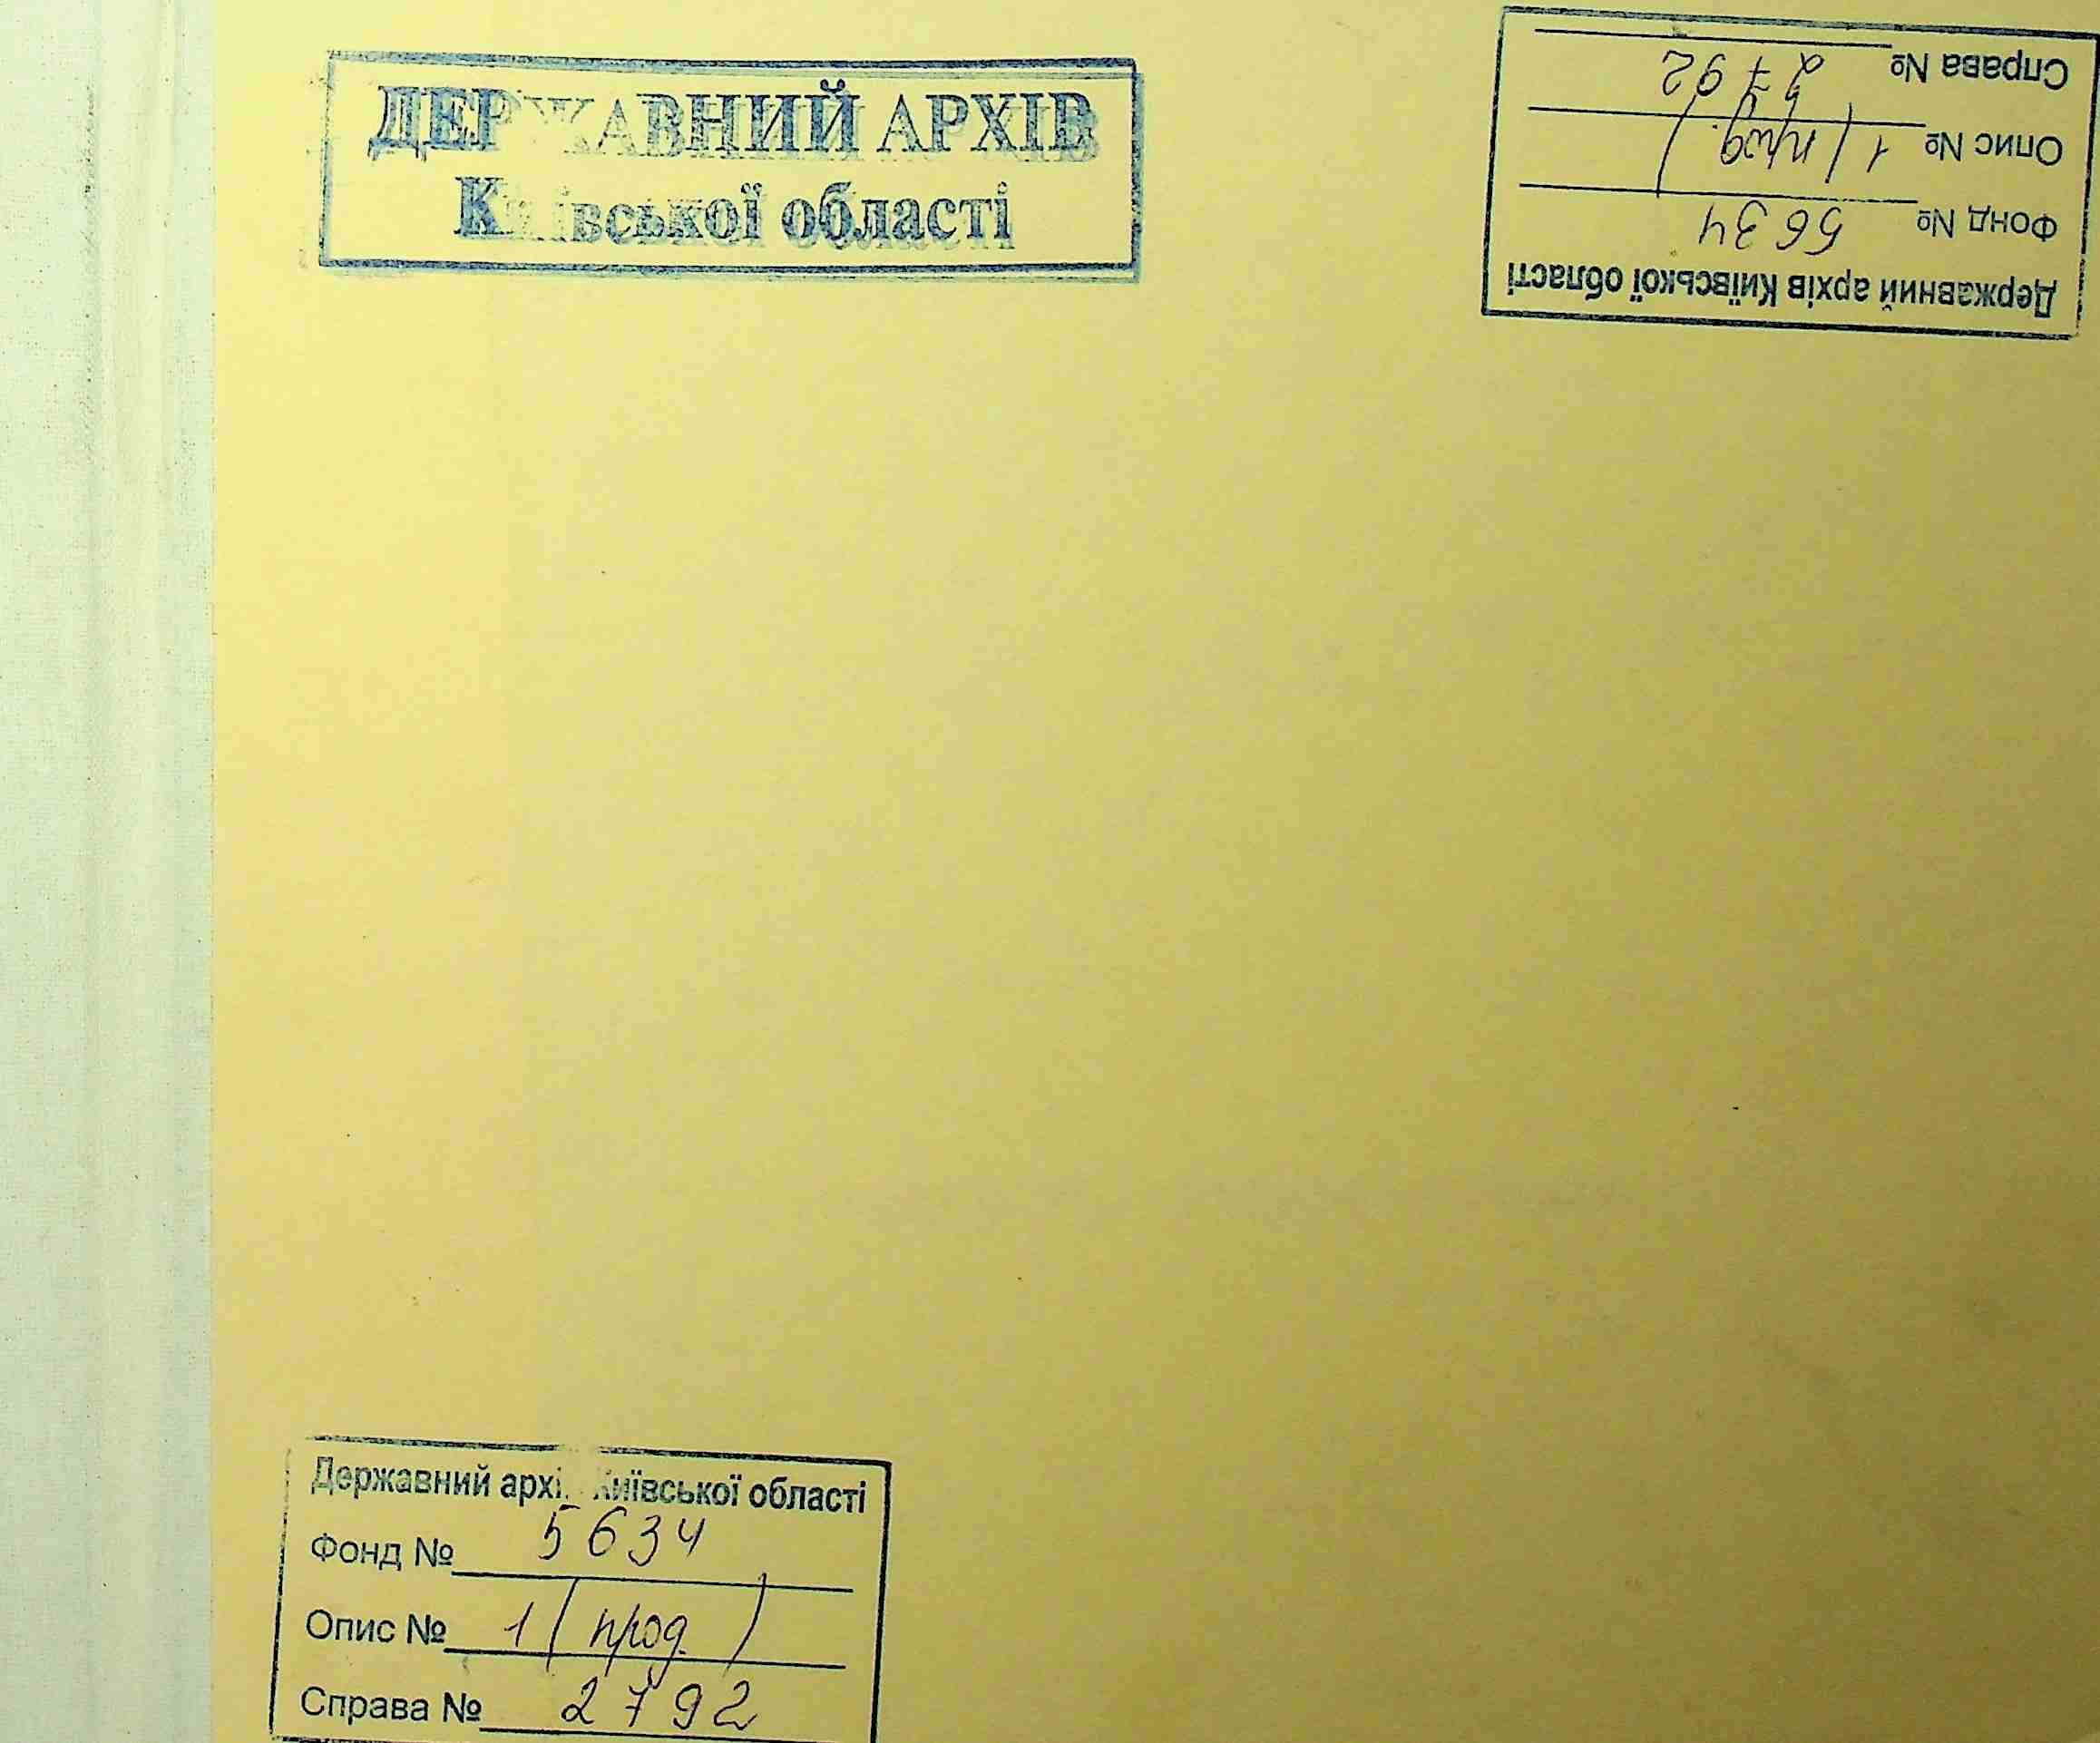 ДЕРЖАВНИЙ АРХІВ
Київської області
Державний архів Київської області
Фонд № 5634
Опис № 1 (прод.)
Справа № 2792
Державний архів Київської області
Фонд № 5634
Опис № 1 (прод.)
Справа № 2792